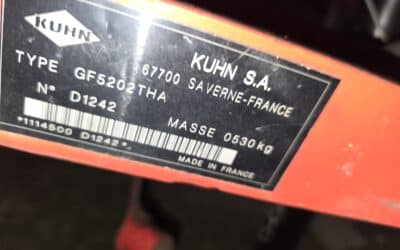 KUHN
KUHN S.A.
67700 SAVERNE-FRANCE
TYPE GF5202THA
N° D1242
MASSE 0530kg
*1114500 D1242*
MADE IN FRANCE